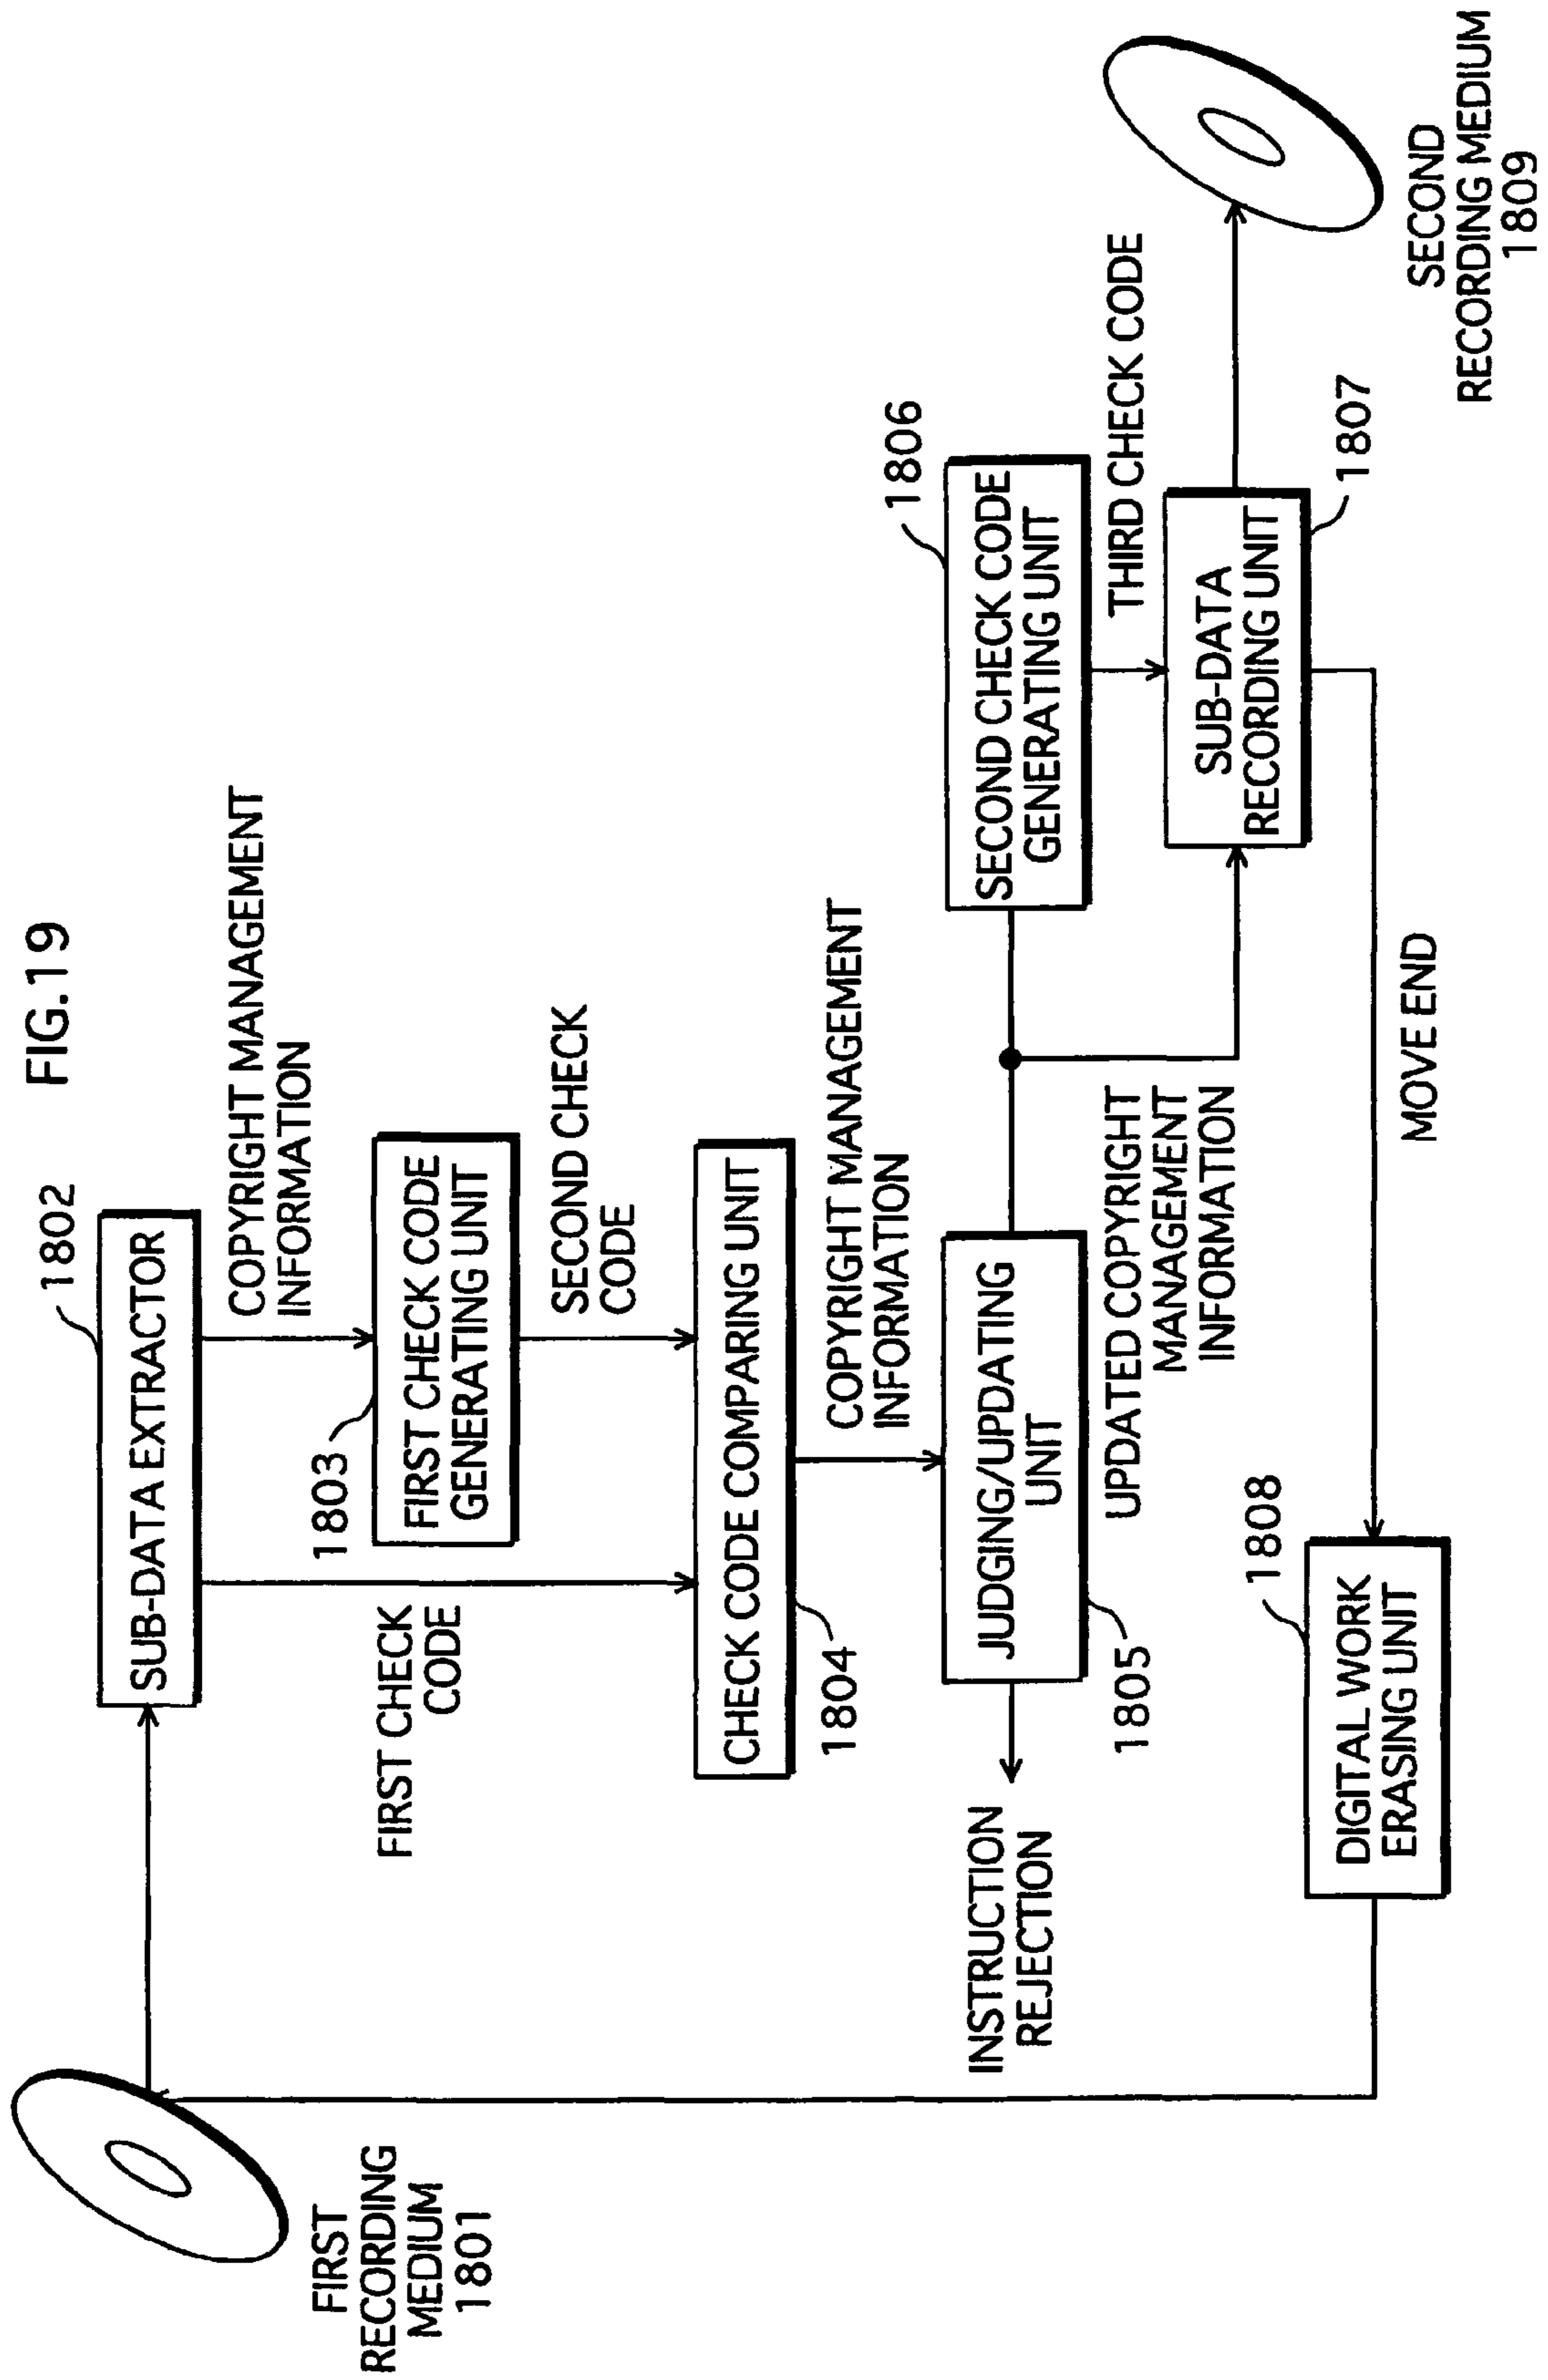 FIG.19
1802
SUB-DATA EXTRACTOR
COPYRIGHT MANAGEMENT
INFORMATION
FIRST
RECORDING
MEDIUM
1801
1803
FIRST CHECK CODE
GENERATING UNIT
FIRST CHECK
CODE
SECOND CHECK
CODE
CHECK CODE COMPARING UNIT
1804
COPYRIGHT MANAGEMENT
INFORMATION
JUDGING/UPDATING
UNIT
1805
INSTRUCTION
REJECTION
UPDATED COPYRIGHT
MANAGEMENT
INFORMATION
1806
SECOND CHECK CODE
GENERATING UNIT
THIRD CHECK CODE
SUB-DATA
RECORDING UNIT
1807
SECOND
RECORDING MEDIUM
1809
1808
DIGITAL WORK
ERASING UNIT
MOVE END